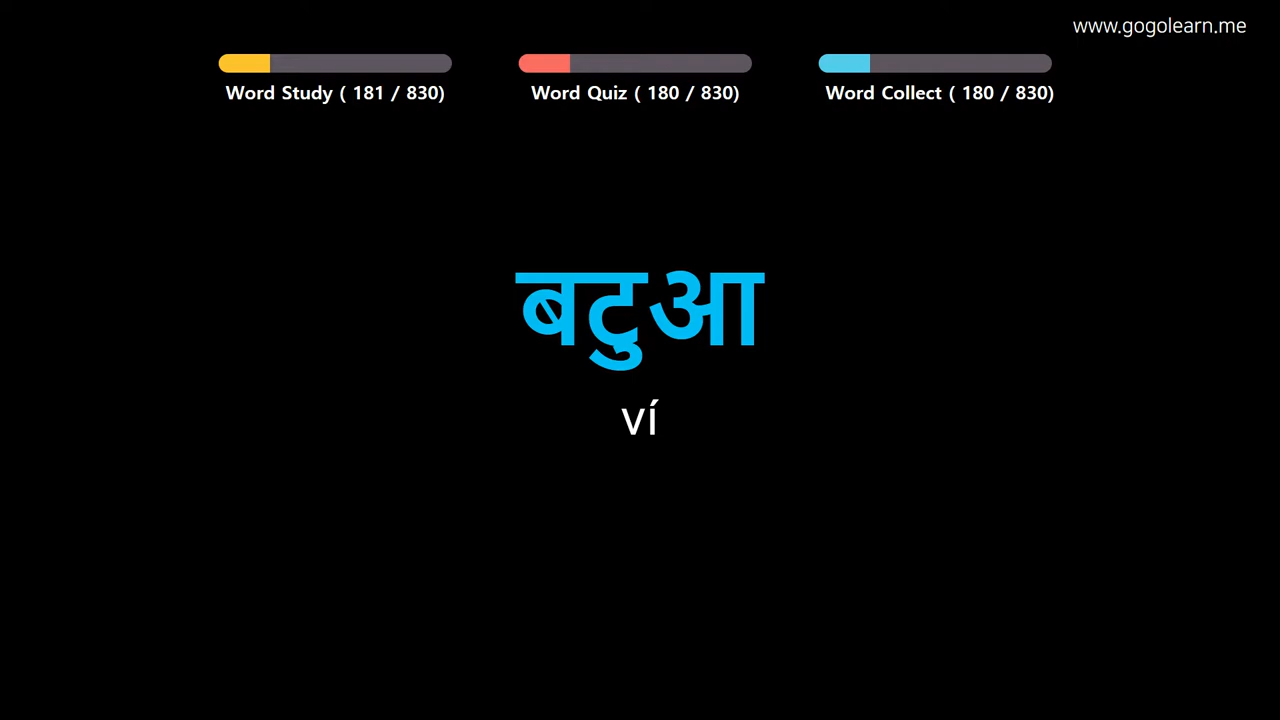 www.gogolearn.me
Word Study ( 181 / 830)
Word Quiz ( 180 / 830)
Word Collect ( 180 / 830)
बटुआ
ví